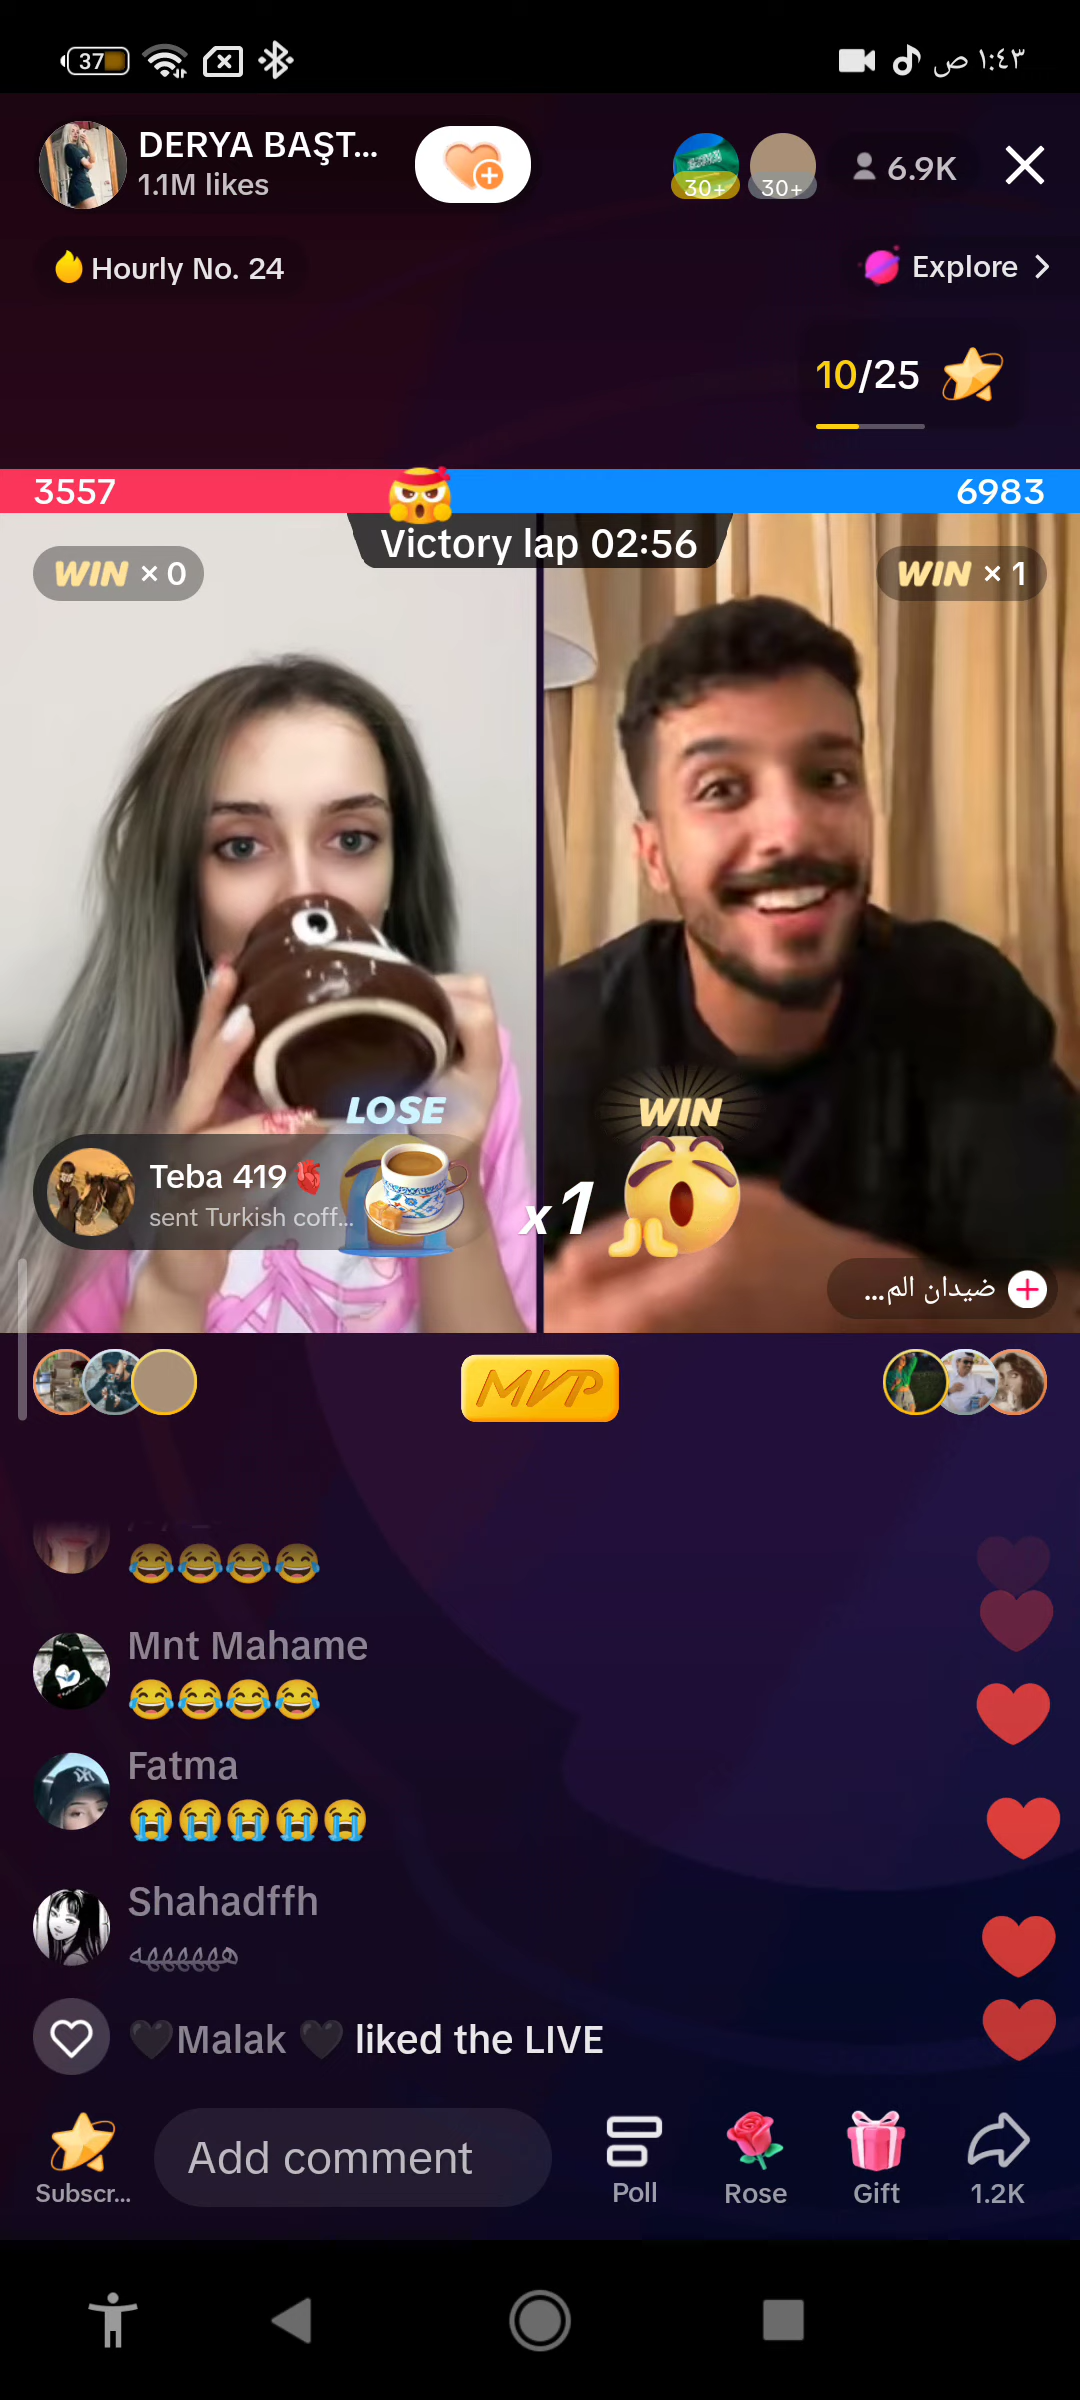 37
١:٤٣ ص
DERYA BAŞT...
1.1M likes
30+
30+
6.9K
Hourly No. 24
Explore
10/25
3557
6983
Victory lap 02:56
WIN × 0
WIN × 1
LOSE
WIN
Teba 419
sent Turkish coff...
x1
ضيدان الم...
MVP
😂😂😂😂
Mnt Mahame
😂😂😂😂
Fatma
😭😭😭😭😭
Shahadffh
🖤Malak 🖤 liked the LIVE
Subscr...
Add comment
Poll
Rose
Gift
1.2K